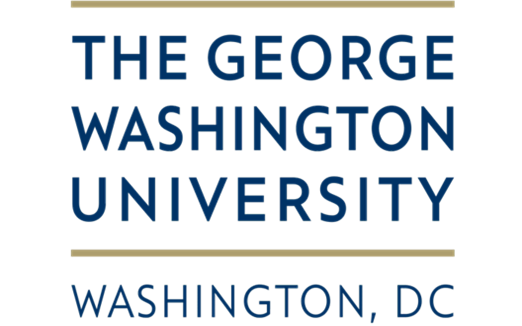 THE GEORGE
WASHINGTON
UNIVERSITY
WASHINGTON, DC